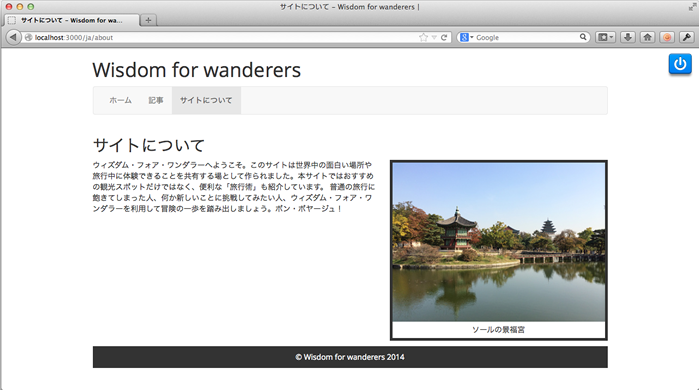 サイトについて – Wisdom for wanderers |
サイトについて – Wisdom for wa...
localhost:3000/ja/about
Google
Wisdom for wanderers
ホーム 記事 サイトについて
サイトについて
ウィズダム・フォア・ワンダラーへようこそ。このサイトは世界中の面白い場所や
旅行中に体験できることを共有する場として作られました。本サイトではおすすめ
の観光スポットだけではなく、便利な「旅行術」も紹介しています。 普通の旅行に
飽きてしまった人、何か新しいことに挑戦してみたい人、ウィズダム・フォア・ワ
ンダラーを利用して冒険の一歩を踏み出しましょう。ボン・ボヤージュ！
ソールの景福宮
© Wisdom for wanderers 2014